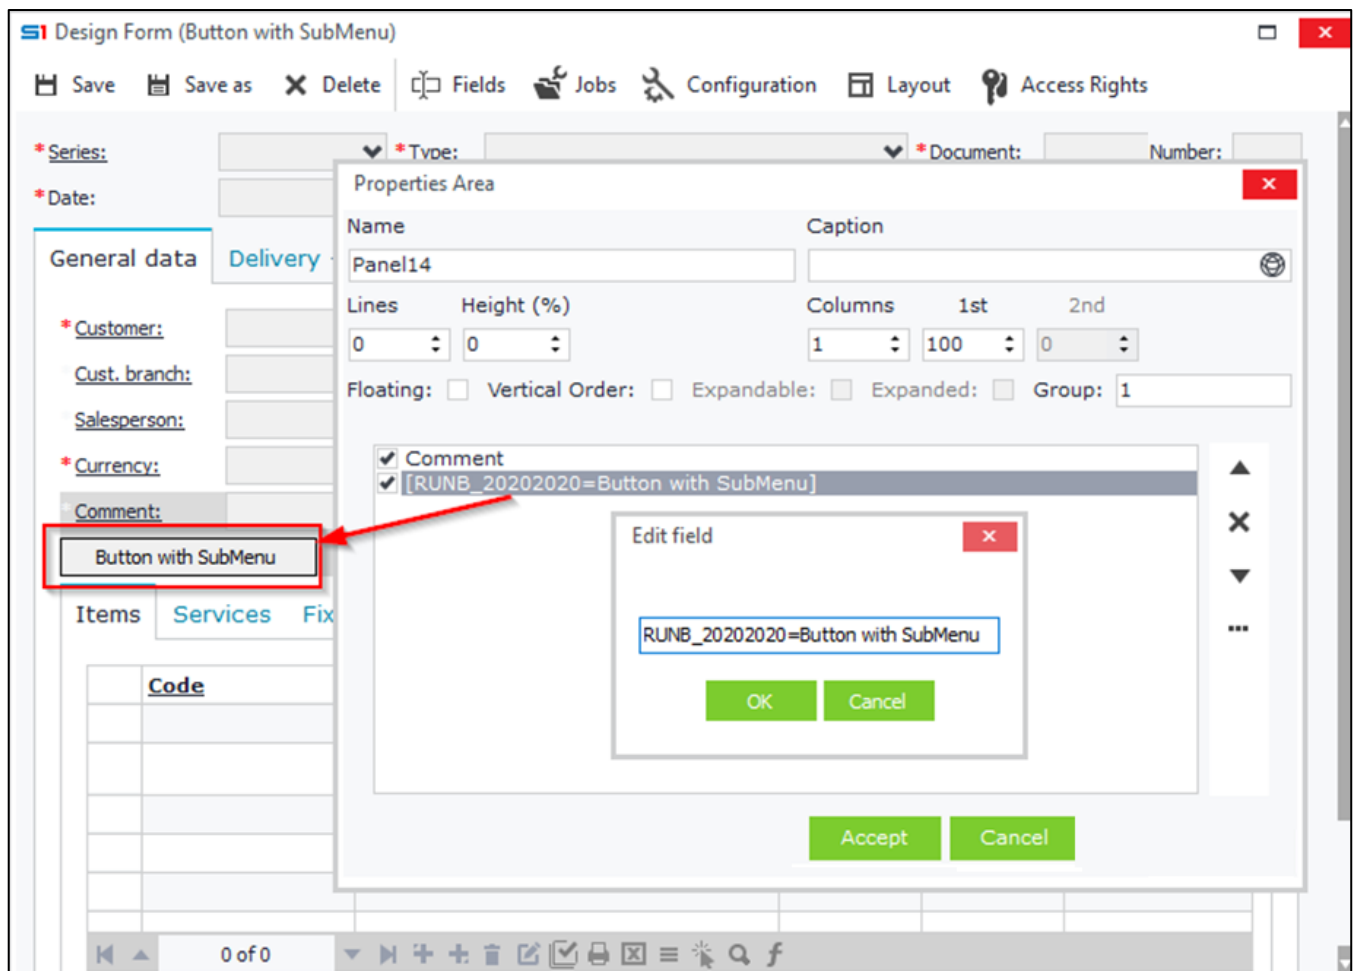 S1 Design Form (Button with SubMenu)
Save Save as Delete Fields Jobs Configuration Layout Access Rights
*Series: *Type: *Document: Number:
*Date:
Properties Area
Name Caption
General data Delivery
Panel14
Lines Height (%) Columns 1st 2nd
*Customer:
0 0 1 100 0
Cust. branch:
Floating: Vertical Order: Expandable: Expanded: Group: 1
Salesperson:
*Currency:
Comment
[RUNB_20202020=Button with SubMenu]
Comment:
Edit field
Button with SubMenu
Items Services Fix
RUNB_20202020=Button with SubMenu
Code
OK Cancel
Accept Cancel
0 of 0